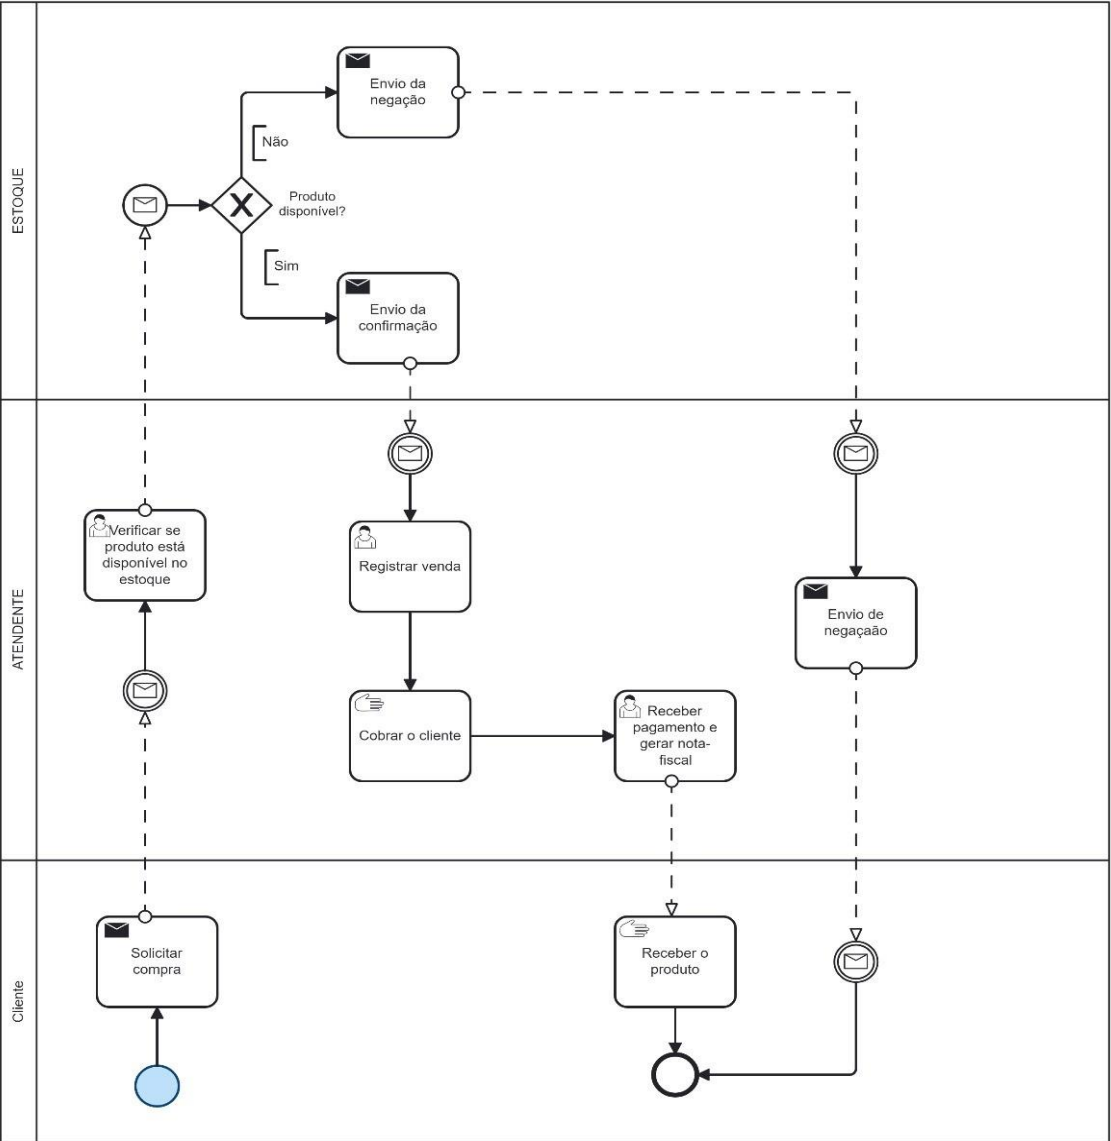 ESTOQUE
Envio da
negação
Não
Produto
disponível?
Sim
Envio da
confirmação
ATENDENTE
Verificar se
produto está
disponível no
estoque
Registrar venda
Envio de
negaçaão
Cobrar o cliente
Receber
pagamento e
gerar nota-
fiscal
Cliente
Solicitar
compra
Receber o
produto